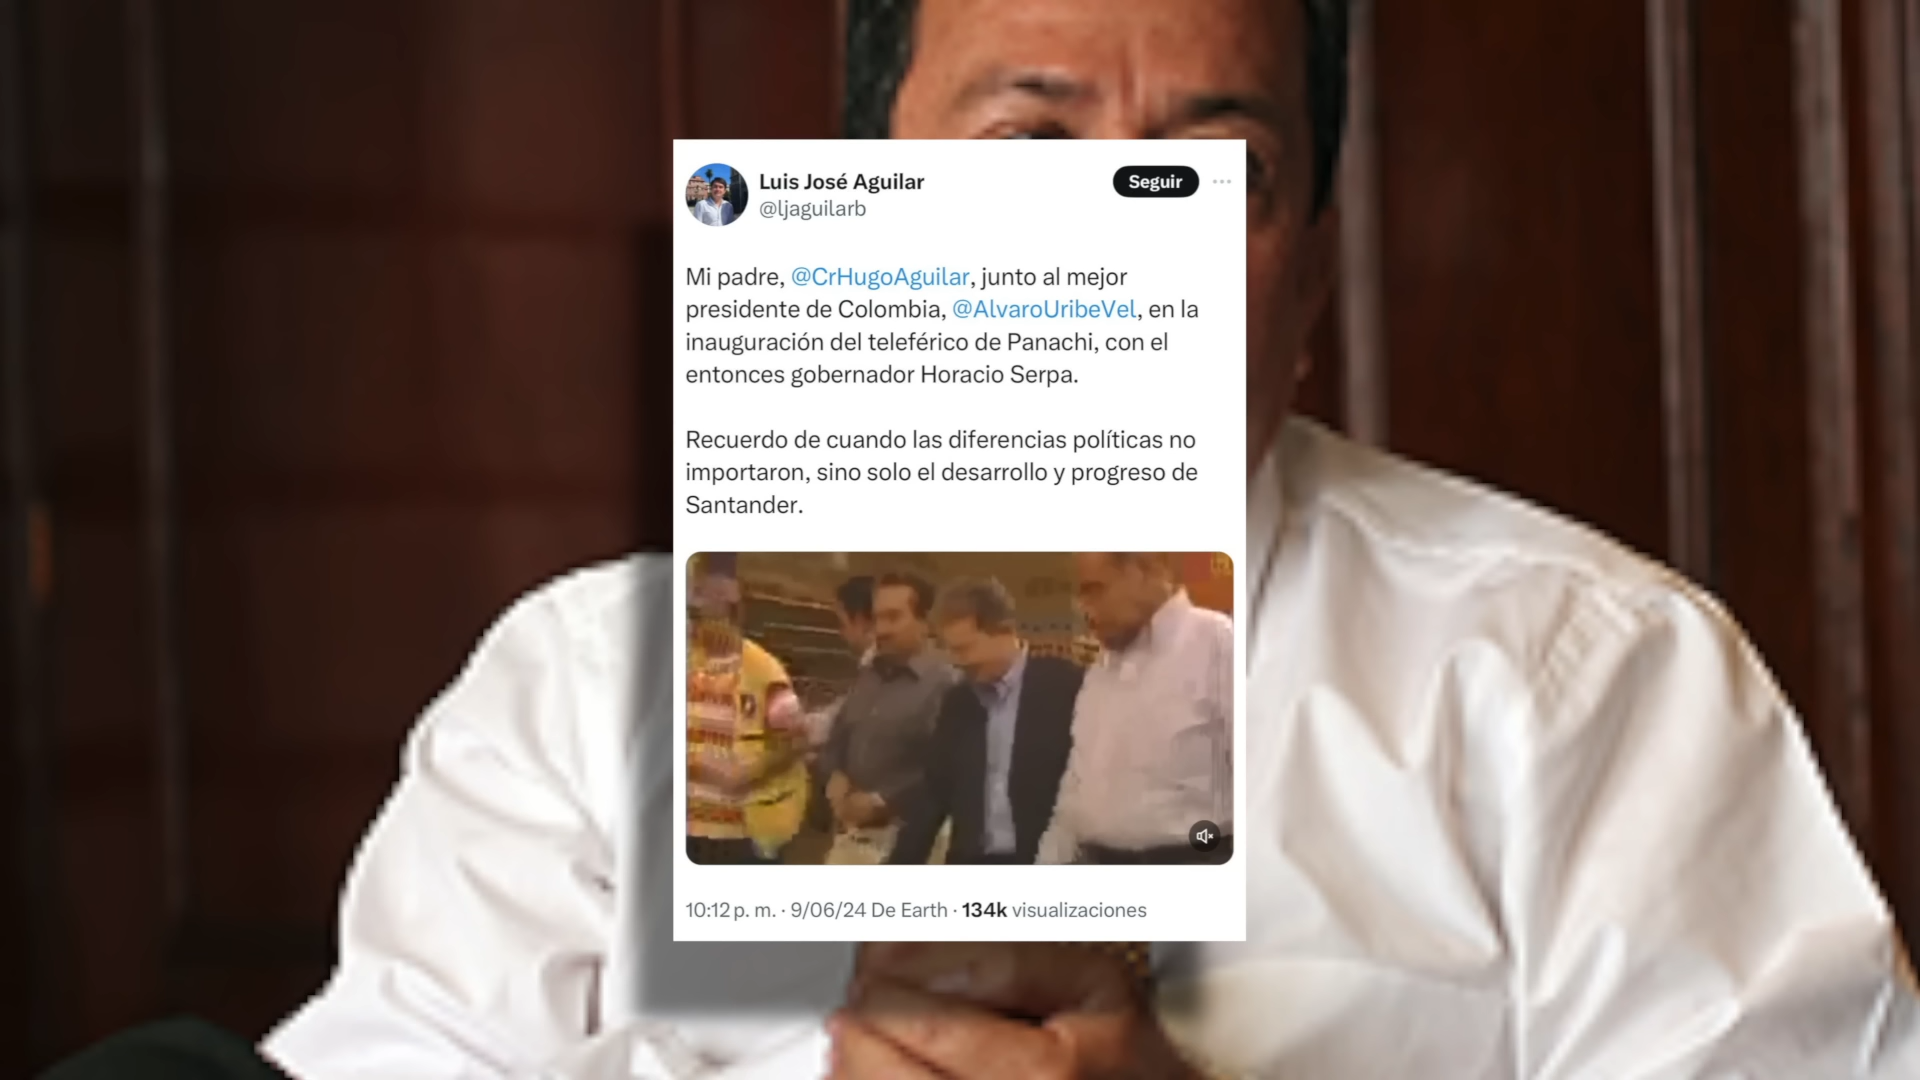 Luis José Aguilar
@ljaguilarb
Seguir
Mi padre, @CrHugoAguilar, junto al mejor
presidente de Colombia, @AlvaroUribeVel, en la
inauguración del teleférico de Panachi, con el
entonces gobernador Horacio Serpa.
Recuerdo de cuando las diferencias políticas no
importaron, sino solo el desarrollo y progreso de
Santander.
10:12 p. m. · 9/06/24 De Earth · 134k visualizaciones